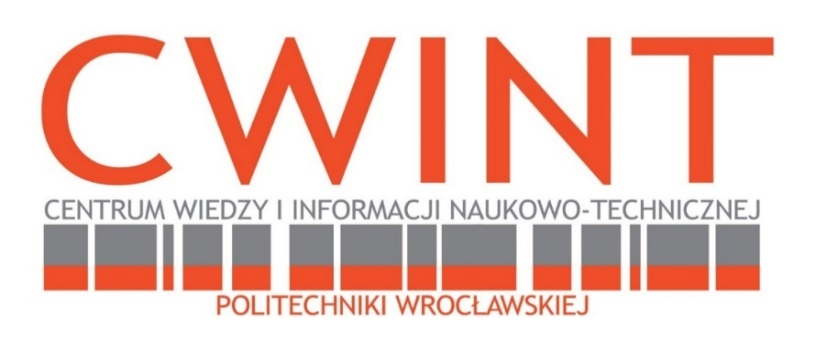 CWINT
CENTRUM WIEDZY I INFORMACJI NAUKOWO-TECHNICZNEJ
POLITECHNIKI WROCŁAWSKIEJ